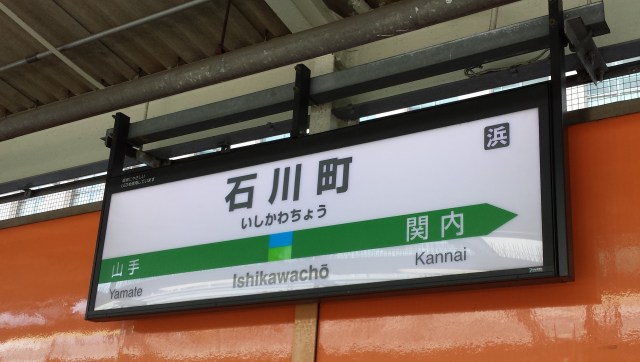 浜
石川町
いしかわちょう
山手
関内
Yamate
Ishikawachō
Kannai